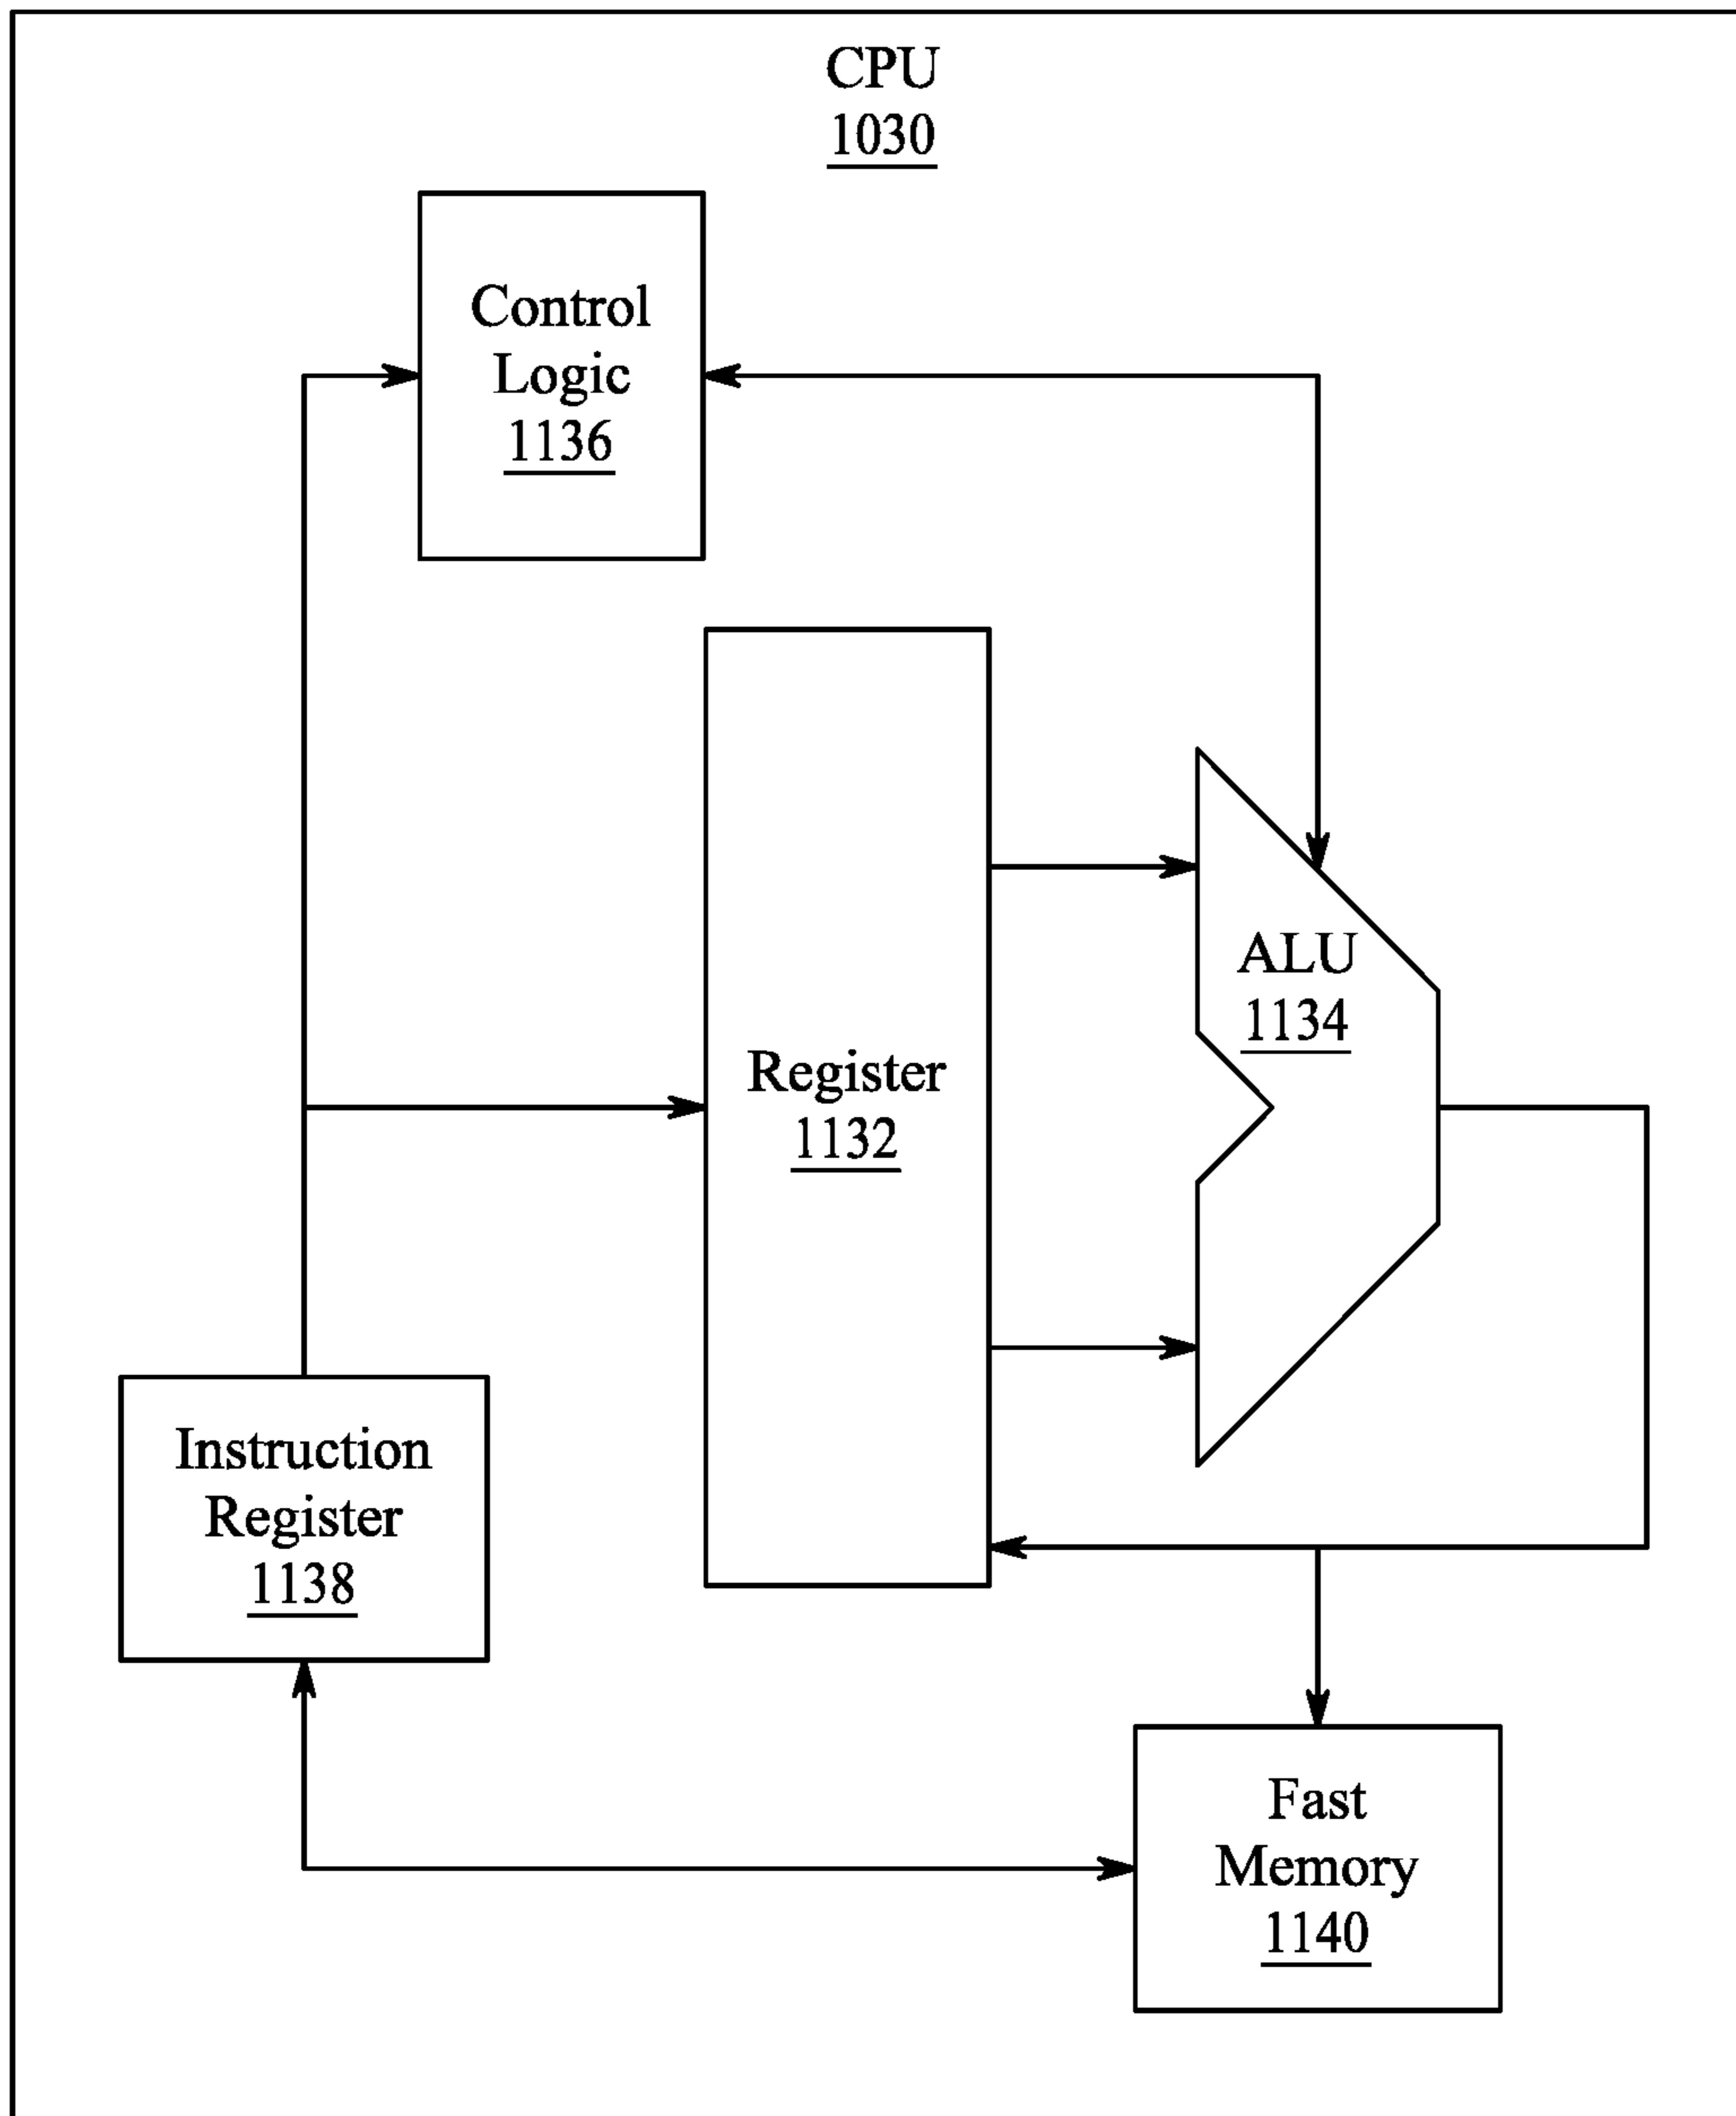 CPU
1030
Control
Logic
1136
ALU
1134
Register
1132
Instruction
Register
1138
Fast
Memory
1140